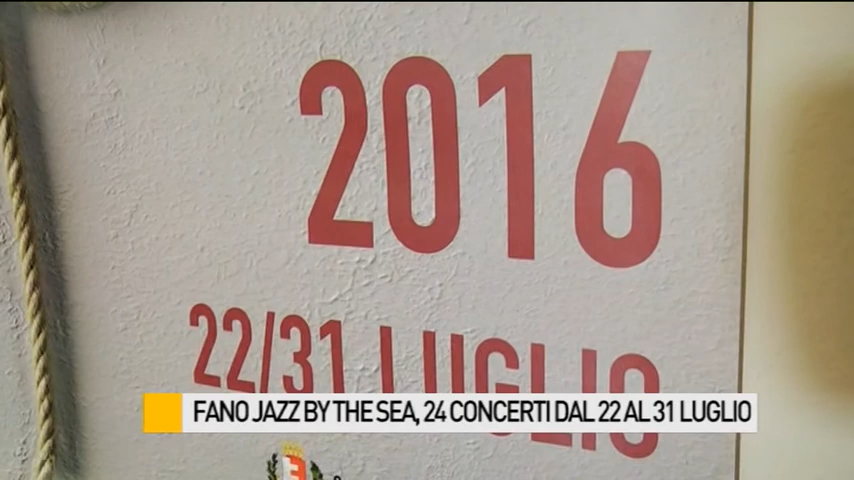 2016
22/31 LUGLIO
FANO JAZZ BY THE SEA, 24 CONCERTI DAL 22 AL 31 LUGLIO